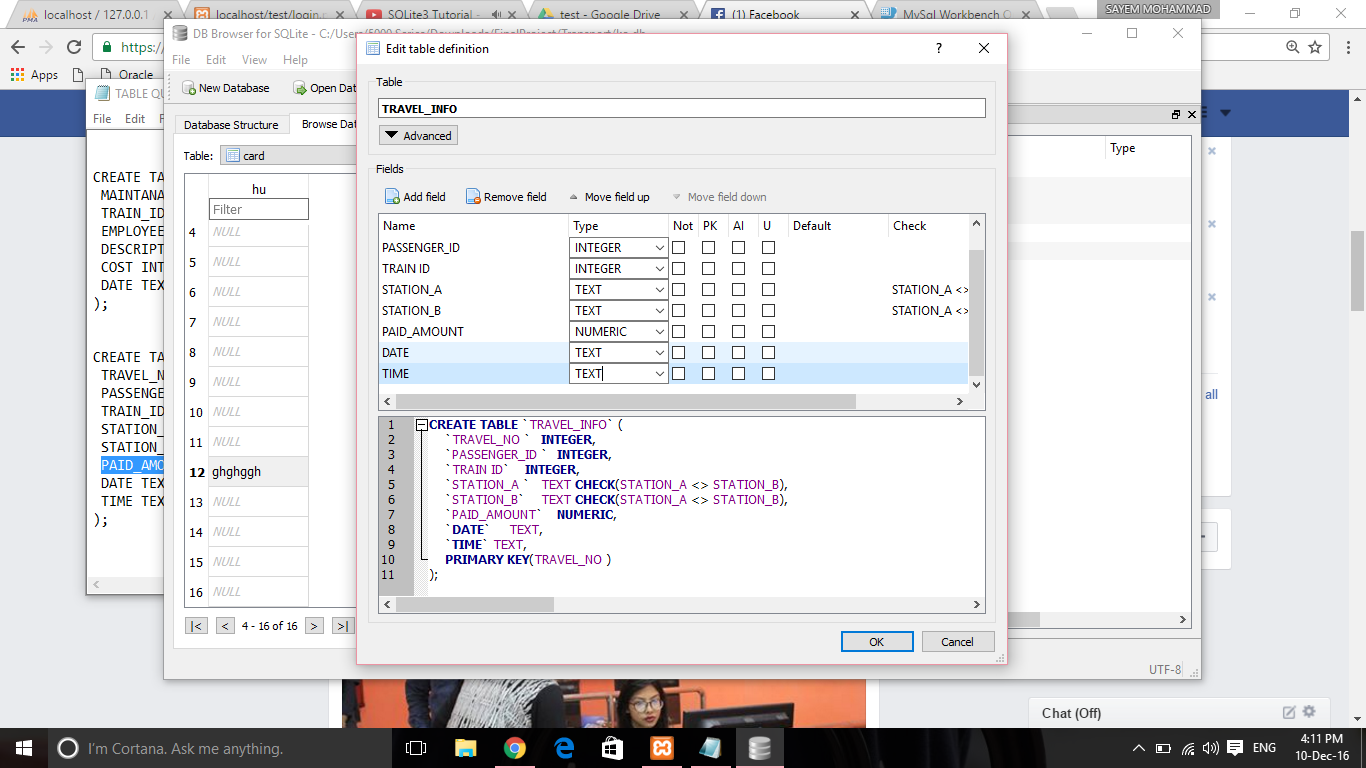 SAYEM MOHAMMAD
localhost / 127.0.0.1
localhost/test/login.
SQLite3 Tutorial -
test - Google Drive
(1) Facebook
MySql Workbench
https://
Apps
Oracle
TABLE QU
File Edit
CREATE TA
MAINTANA
TRAIN_ID
EMPLOYEE
DESCRIPT
COST INT
DATE TEX
);
CREATE TA
TRAVEL_N
PASSENGE
TRAIN_ID
STATION_
STATION_
PAID_AMO
DATE TEX
TIME TEX
);
DB Browser for SQLite - C:/Users/5000 Series/Downloads/FinalProject/Transport/ka.db
File Edit View Help
New Database Open Dat
Database Structure Browse Dat
Table: card
hu
Filter
4 NULL
5 NULL
6 NULL
7 NULL
8 NULL
9 NULL
10 NULL
11 NULL
12 ghghggh
13 NULL
14 NULL
15 NULL
16 NULL
|< < 4 - 16 of 16 > >|
Edit table definition ?
Table
TRAVEL_INFO
Advanced
Fields
Add field Remove field Move field up Move field down
Name Type Not PK AI U Default Check
PASSENGER_ID INTEGER
TRAIN ID INTEGER
STATION_A TEXT STATION_A <>
STATION_B TEXT STATION_A <>
PAID_AMOUNT NUMERIC
DATE TEXT
TIME TEXT
1 CREATE TABLE `TRAVEL_INFO` (
2 `TRAVEL_NO ` INTEGER,
3 `PASSENGER_ID ` INTEGER,
4 `TRAIN ID` INTEGER,
5 `STATION_A ` TEXT CHECK(STATION_A <> STATION_B),
6 `STATION_B` TEXT CHECK(STATION_A <> STATION_B),
7 `PAID_AMOUNT` NUMERIC,
8 `DATE` TEXT,
9 `TIME` TEXT,
10 PRIMARY KEY(TRAVEL_NO )
11 );
OK Cancel
Type
UTF-8
all
Chat (Off)
I'm Cortana. Ask me anything.
ENG
4:11 PM
10-Dec-16